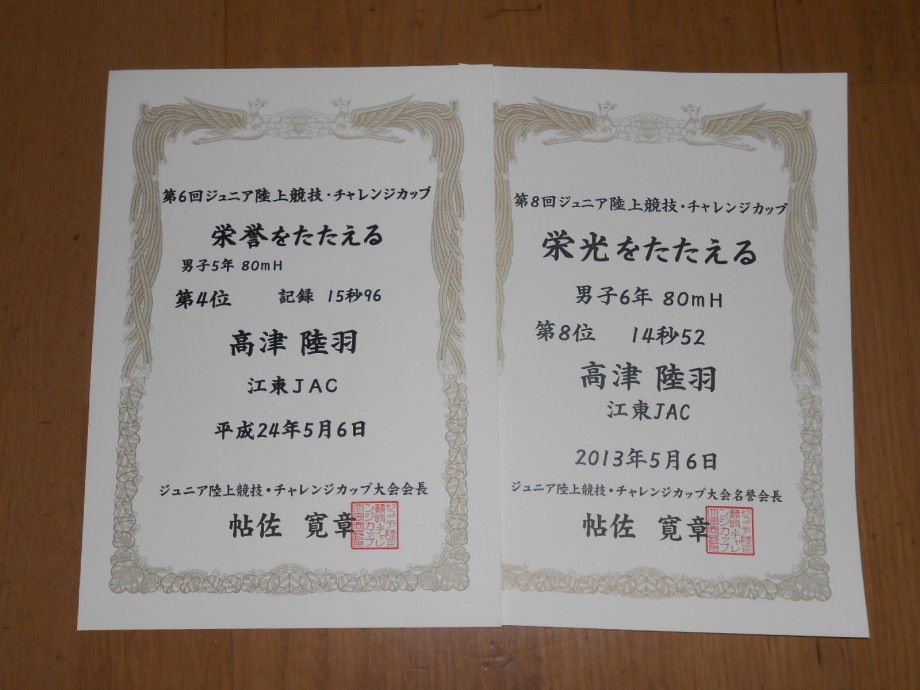 第6回ジュニア陸上競技・チャレンジカップ
栄誉をたたえる
男子5年 80mH
第4位 記録 15秒96
高津 陸羽
江東JAC
平成24年5月6日
ジュニア陸上競技・チャレンジカップ大会会長
帖佐 寛章
第8回ジュニア陸上競技・チャレンジカップ
栄光をたたえる
男子6年 80mH
第8位 14秒52
高津 陸羽
江東JAC
2013年5月6日
ジュニア陸上競技・チャレンジカップ大会名誉会長
帖佐 寛章